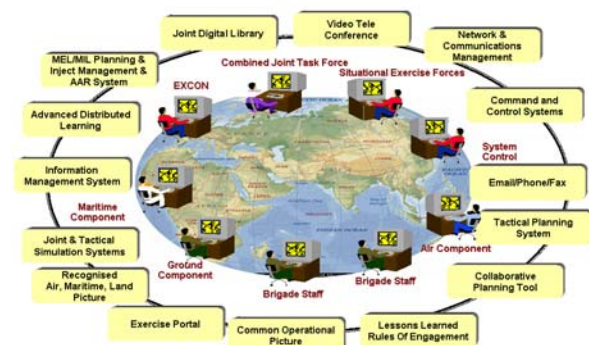 Joint Digital Library
Video Tele
Conference
Network &
Communications
Management
MEL/MIL Planning &
Inject Management &
AAR System
Combined Joint Task Force
EXCON
Situational Exercise Forces
Advanced Distributed
Learning
Command and
Control Systems
System
Control
Information
Management System
Email/Phone/Fax
Maritime
Component
Tactical Planning
System
Joint & Tactical
Simulation Systems
Air Component
Ground
Component
Brigade Staff
Brigade Staff
Recognised
Air, Maritime, Land
Picture
Collaborative
Planning Tool
Exercise Portal
Common Operational
Picture
Lessons Learned
Rules Of Engagement